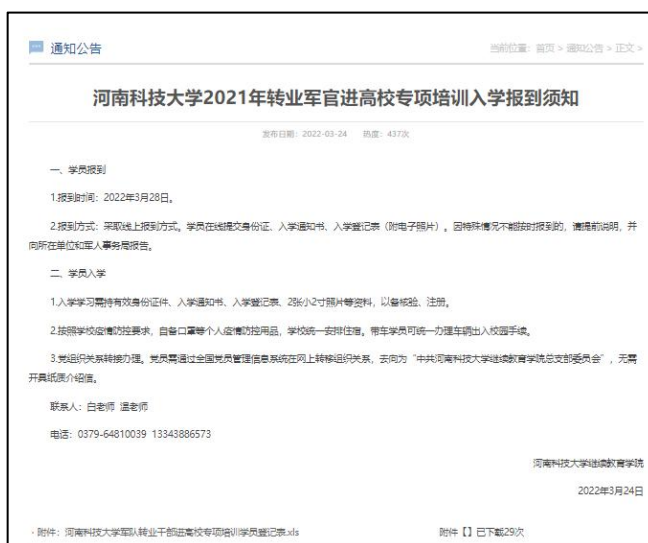 通知公告
当前位置：首页 > 通知公告 > 正文 >
河南科技大学2021年转业军官进高校专项培训入学报到须知
发布日期：2022-03-24 热度：437次
一、学员报到
1.报到时间：2022年3月28日。
2.报到方式：采取线上报到方式。学员在线提交身份证、入学通知书、入学登记表（附电子照片）。因特殊情况不能按时报到的，请提前说明，并
向所在单位和军人事务局报告。
二、学员入学
1.入学学习需持有效身份证件、入学通知书、入学登记表、2张小2寸照片等资料，以备核验、注册。
2.按照学校疫情防控要求，自备口罩等个人疫情防控用品，学校统一安排住宿。带车学员可统一办理车辆出入校园手续。
3.党组织关系转接办理。党员需通过全国党员管理信息系统在网上转移组织关系，去向为“中共河南科技大学继续教育学院总支部委员会”，无需
开具纸质介绍信。
联系人：白老师 温老师
电话：0379-64810039 13343886573
河南科技大学继续教育学院
2022年3月24日
· 附件：河南科技大学军队转业干部进高校专项培训学员登记表.xls 附件【】已下载29次